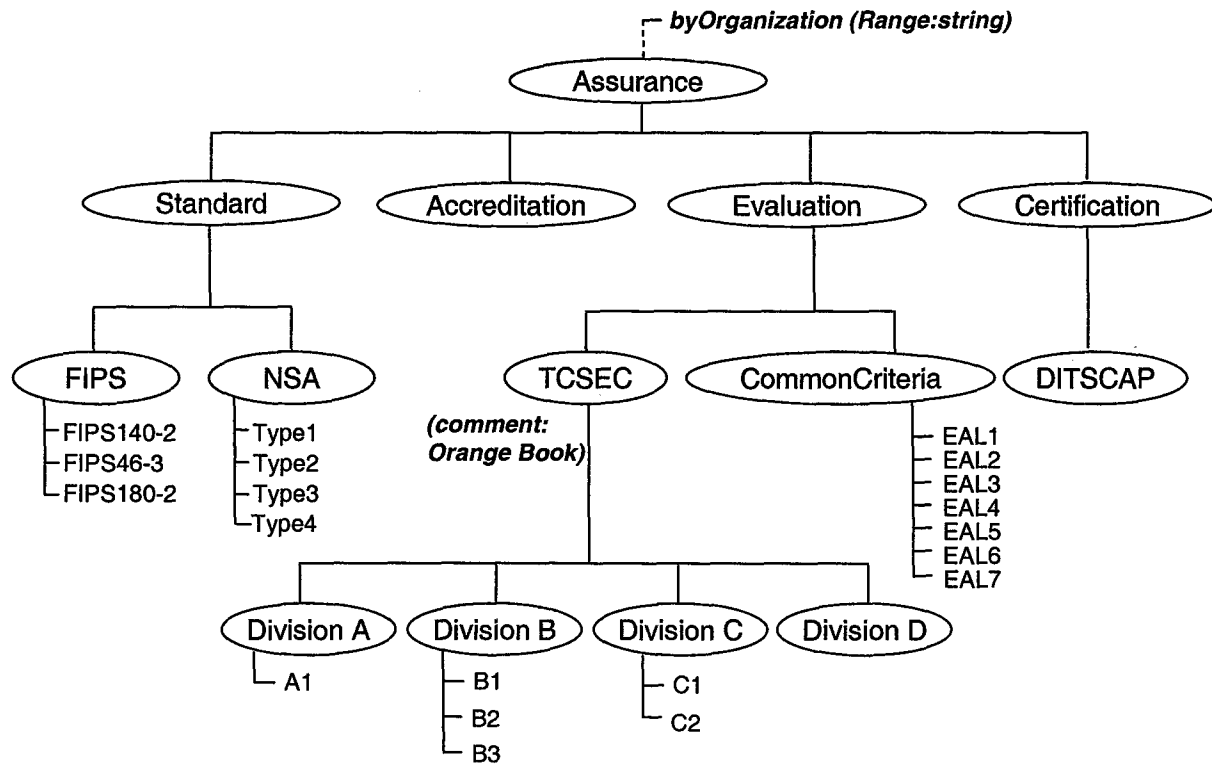 byOrganization (Range:string)
Assurance
Standard
Accreditation
Evaluation
Certification
FIPS
NSA
TCSEC
CommonCriteria
DITSCAP
FIPS140-2
FIPS46-3
FIPS180-2
Type1
Type2
Type3
Type4
(comment:
Orange Book)
EAL1
EAL2
EAL3
EAL4
EAL5
EAL6
EAL7
Division A
Division B
Division C
Division D
A1
B1
B2
B3
C1
C2